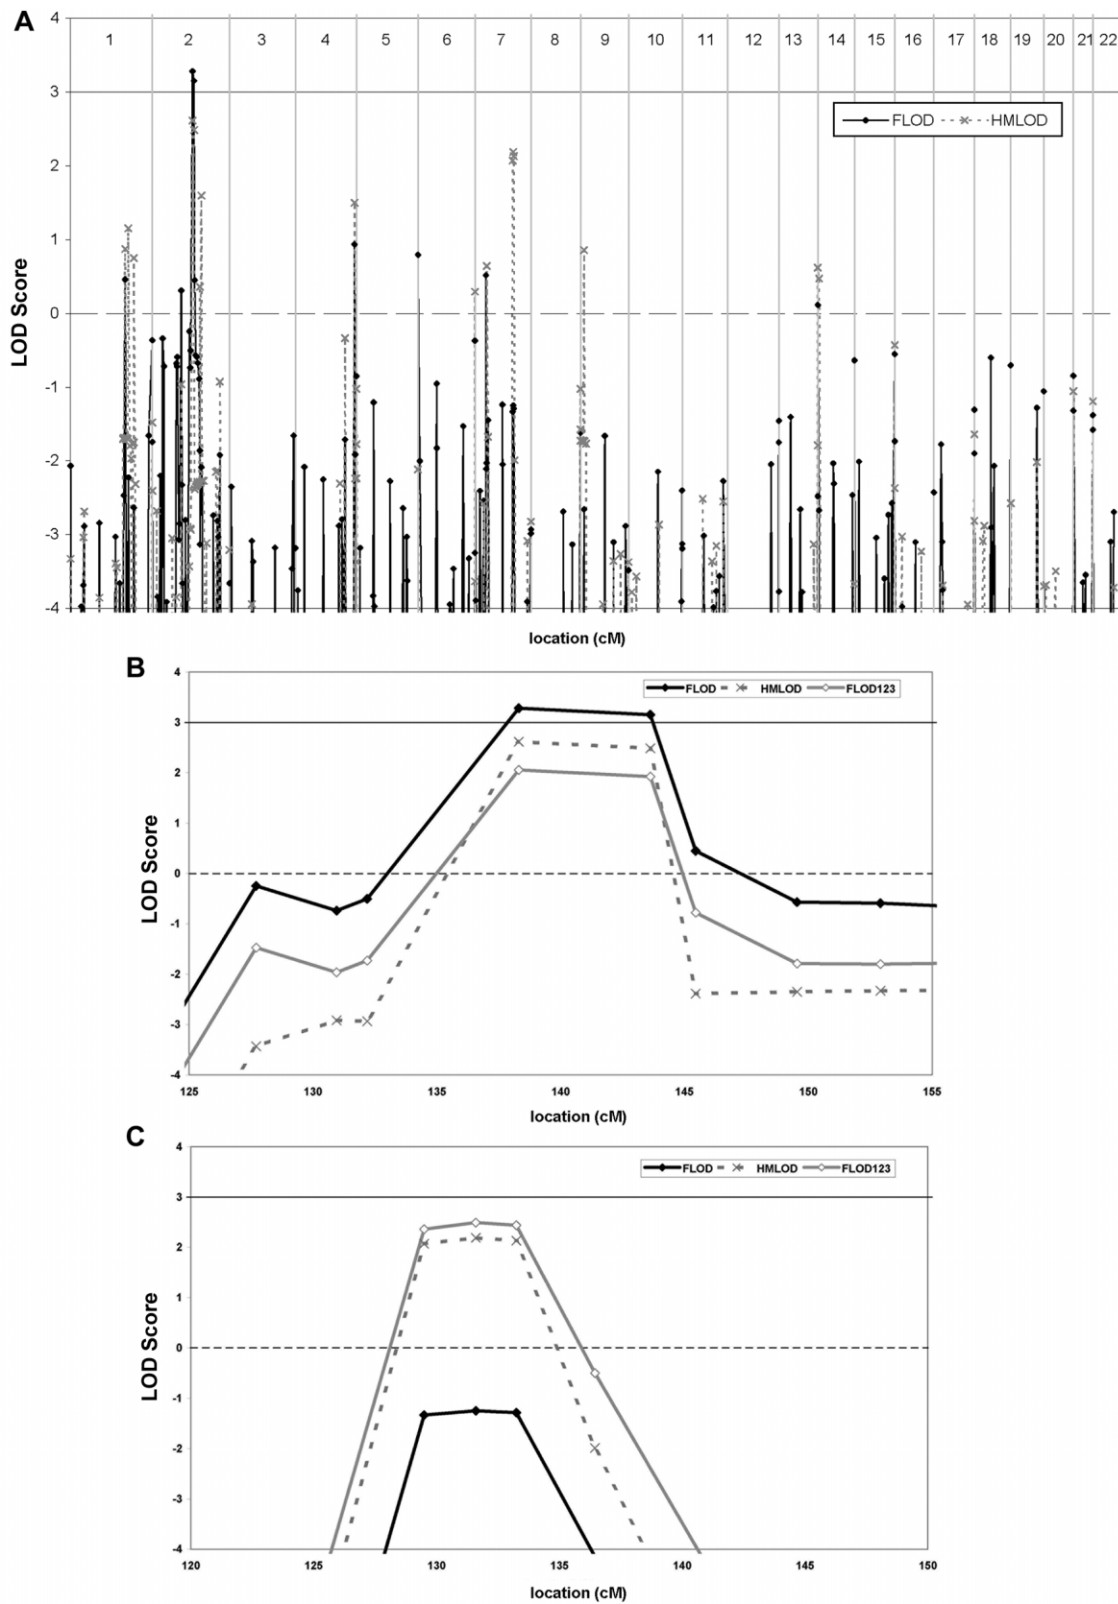 A
4
1 2 3 4 5 6 7 8 9 10 11 12 13 14 15 16 17 18 19 20 21 22
3
FLOD HMLOD
2
1
LOD Score
0
-1
-2
-3
-4
location (cM)
B
4
FLOD HMLOD FLOD123
3
2
1
LOD Score
0
-1
-2
-3
-4
125 130 135 140 145 150 155
location (cM)
C
4
FLOD HMLOD FLOD123
3
2
1
LOD Score
0
-1
-2
-3
-4
120 125 130 135 140 145 150
location (cM)